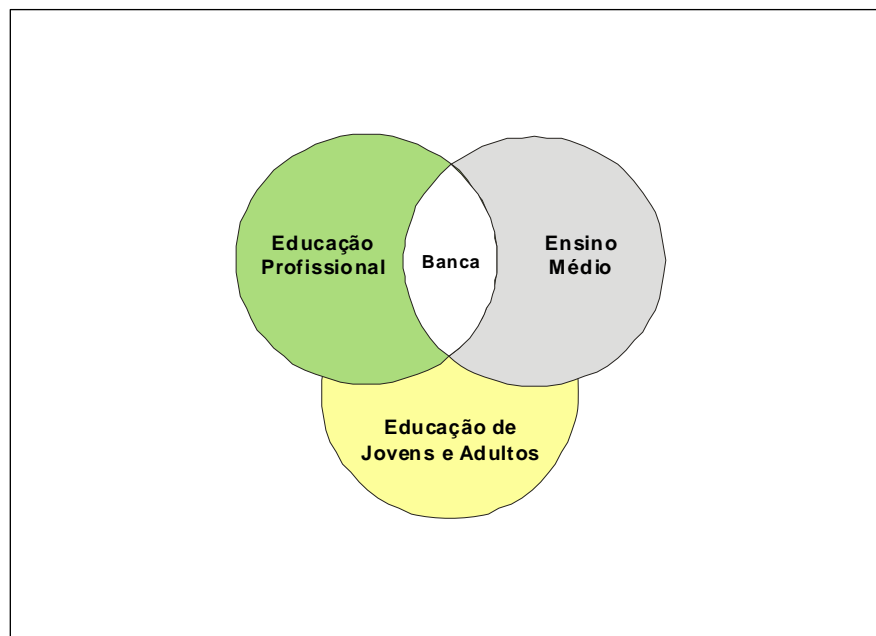 Educação
Profissional
Banca
Ensino
Médio
Educação de
Jovens e Adultos